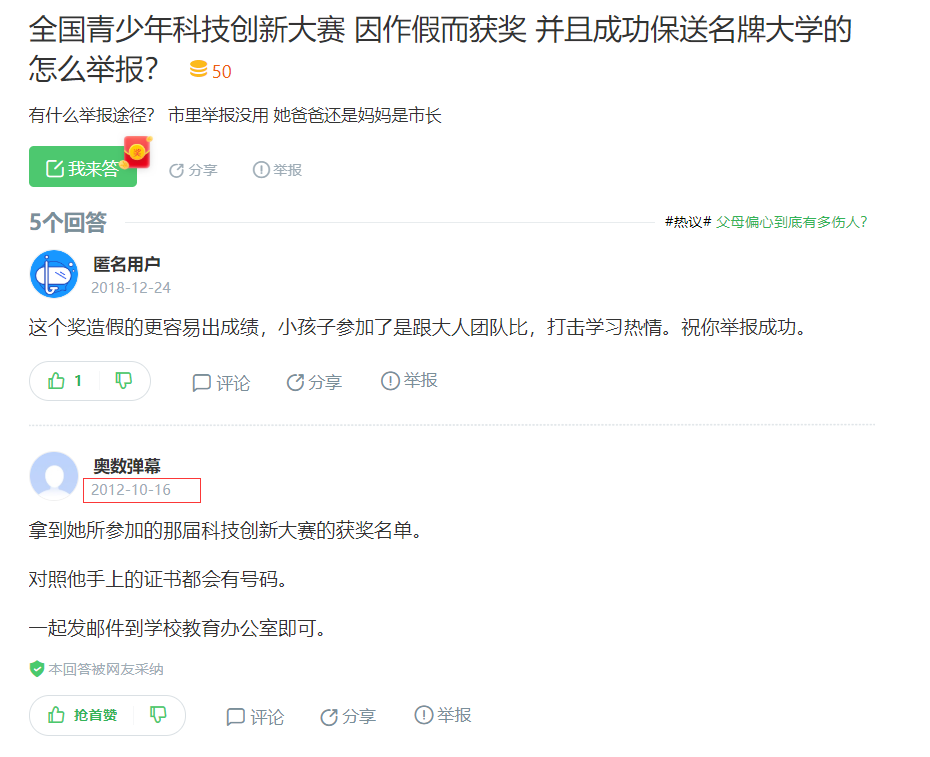 全国青少年科技创新大赛 因作假而获奖 并且成功保送名牌大学的
怎么举报？ 50
有什么举报途径？ 市里举报没用 她爸爸还是妈妈是市长
我来答 分享 举报
5个回答 #热议# 父母偏心到底有多伤人？
匿名用户
2018-12-24
这个奖造假的更容易出成绩，小孩子参加了是跟大人团队比，打击学习热情。祝你举报成功。
1 评论 分享 举报
奥数弹幕
2012-10-16
拿到她所参加的那届科技创新大赛的获奖名单。
对照他手上的证书都会有号码。
一起发邮件到学校教育办公室即可。
本回答被网友采纳
抢首赞 评论 分享 举报